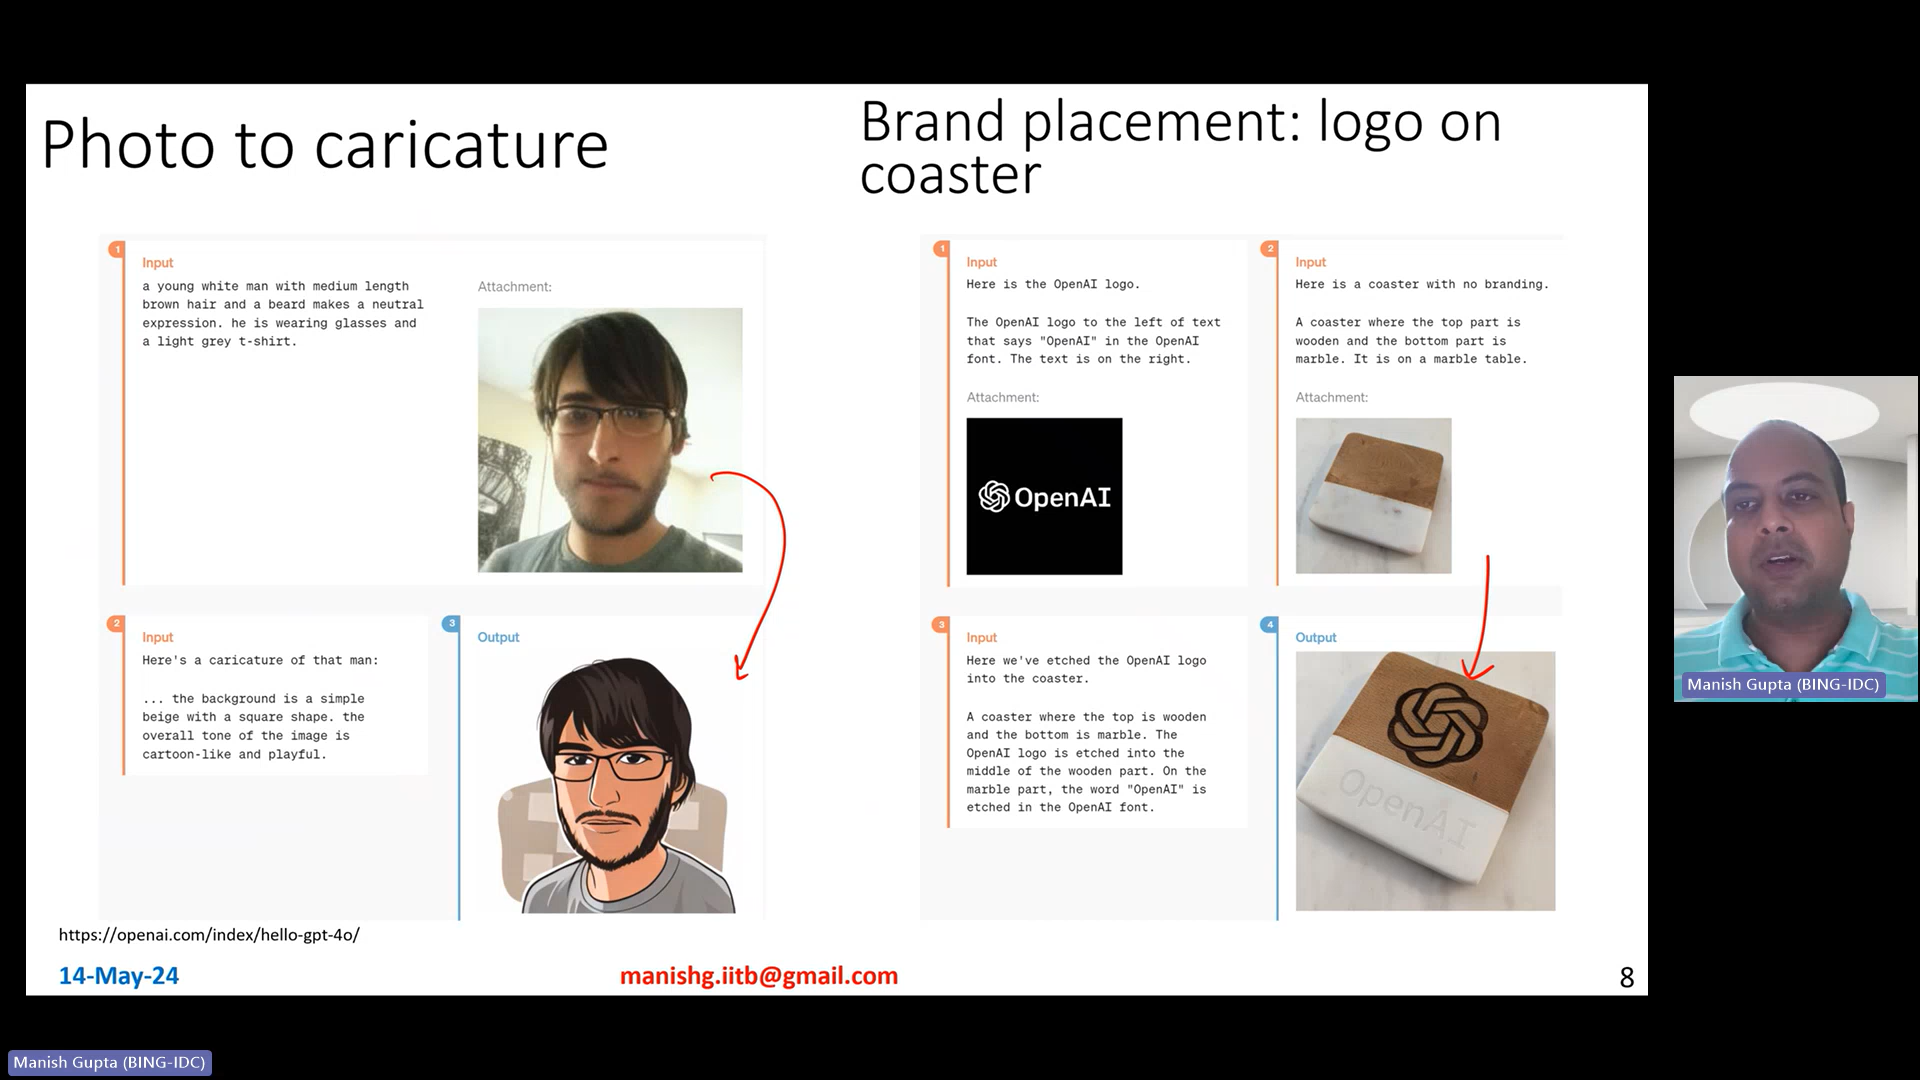 Photo to caricature
1
Input
a young white man with medium length
brown hair and a beard makes a neutral
expression. he is wearing glasses and
a light grey t-shirt.
Attachment:
2
Input
Here's a caricature of that man:
... the background is a simple
beige with a square shape. the
overall tone of the image is
cartoon-like and playful.
3
Output
Brand placement: logo on
coaster
1
Input
Here is the OpenAI logo.
The OpenAI logo to the left of text
that says "OpenAI" in the OpenAI
font. The text is on the right.
Attachment:
OpenAI
2
Input
Here is a coaster with no branding.
A coaster where the top part is
wooden and the bottom part is
marble. It is on a marble table.
Attachment:
3
Input
Here we've etched the OpenAI logo
into the coaster.
A coaster where the top is wooden
and the bottom is marble. The
OpenAI logo is etched into the
middle of the wooden part. On the
marble part, the word "OpenAI" is
etched in the OpenAI font.
4
Output
OpenAI
https://openai.com/index/hello-gpt-4o/
14-May-24
manishg.iitb@gmail.com
8
Manish Gupta (BING-IDC)
Manish Gupta (BING-IDC)